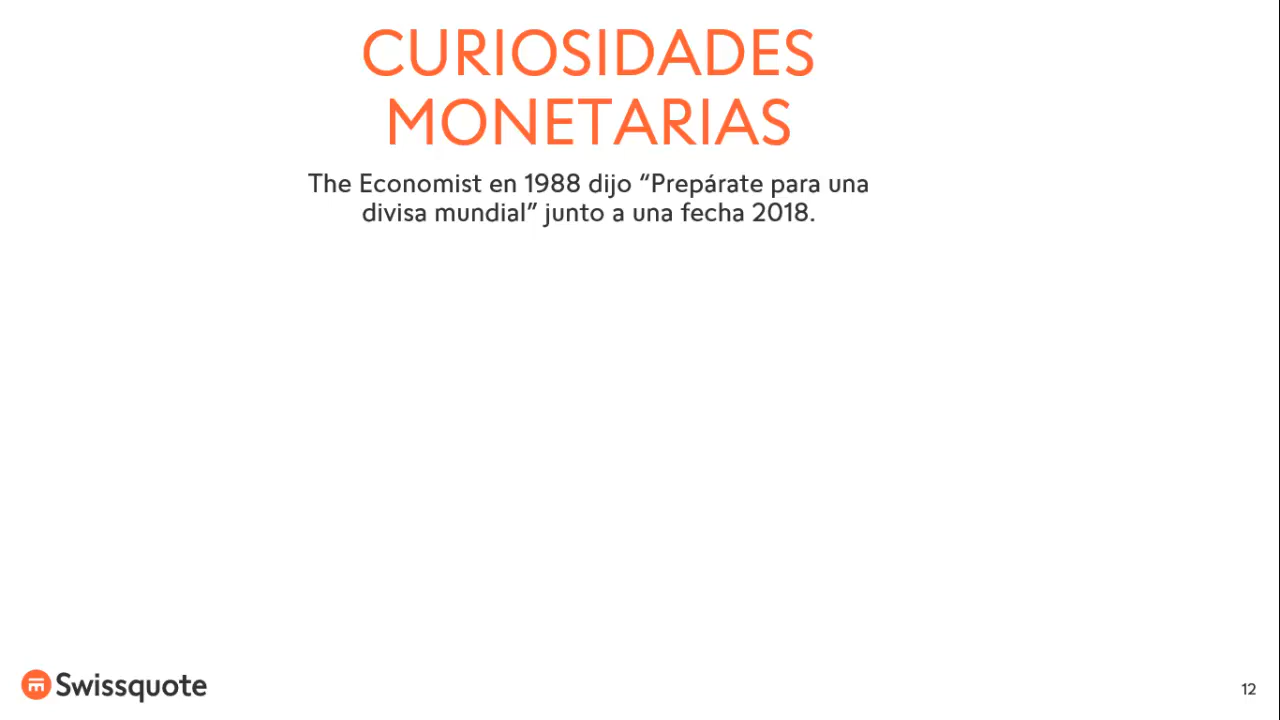 CURIOSIDADES
MONETARIAS
The Economist en 1988 dijo “Prepárate para una
divisa mundial” junto a una fecha 2018.
Swissquote
12